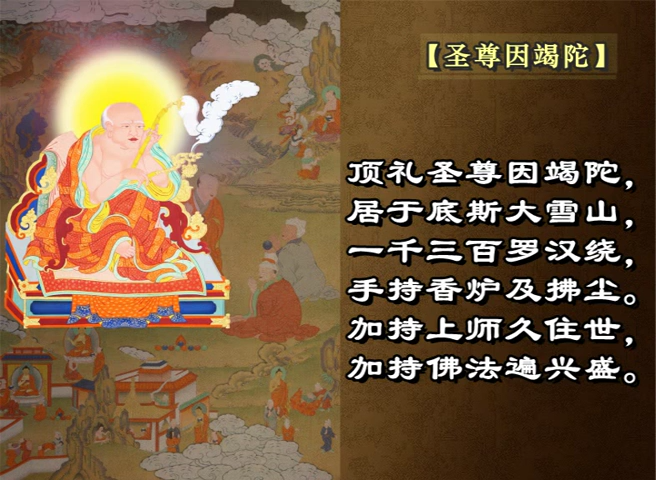 【圣尊因竭陀】
顶礼圣尊因竭陀，
居于底斯大雪山，
一千三百罗汉绕，
手持香炉及拂尘。
加持上师久住世，
加持佛法遍兴盛。